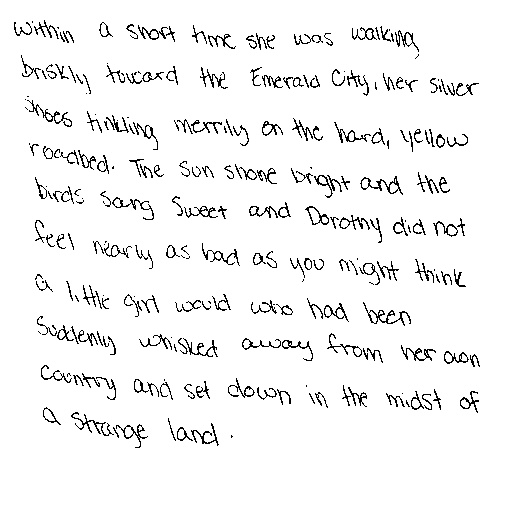 within a short time she was walking
briskly toward the Emerald City, her silver
shoes tinkling merrily on the hard, yellow
roadbed. The sun shone bright and the
birds sang sweet and Dorothy did not
feel nearly as bad as you might think
a little girl would who had been
suddenly whisked away from her own
country and set down in the midst of
a strange land.